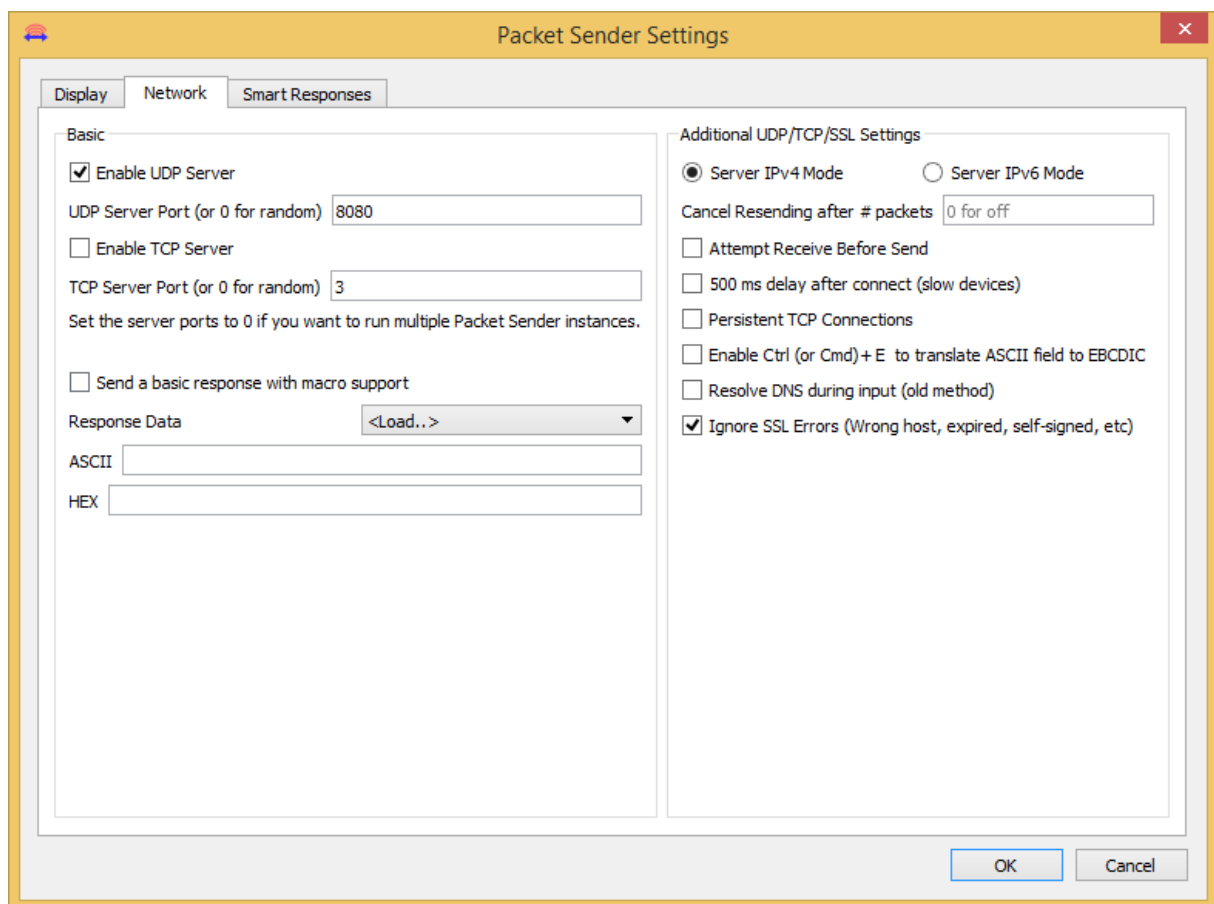 Packet Sender Settings
Display
Network
Smart Responses
Basic
Enable UDP Server
UDP Server Port (or 0 for random) 8080
Enable TCP Server
TCP Server Port (or 0 for random) 3
Set the server ports to 0 if you want to run multiple Packet Sender instances.
Send a basic response with macro support
Response Data <Load..>
ASCII
HEX
Additional UDP/TCP/SSL Settings
Server IPv4 Mode
Server IPv6 Mode
Cancel Resending after # packets 0 for off
Attempt Receive Before Send
500 ms delay after connect (slow devices)
Persistent TCP Connections
Enable Ctrl (or Cmd)+E to translate ASCII field to EBCDIC
Resolve DNS during input (old method)
Ignore SSL Errors (Wrong host, expired, self-signed, etc)
OK
Cancel